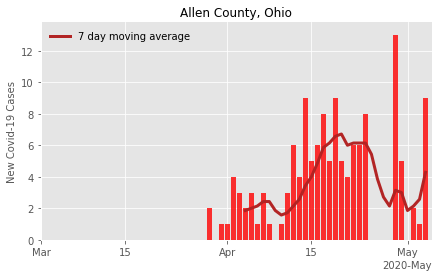 Allen County, Ohio
7 day moving average
New Covid-19 Cases
12
10
8
6
4
2
0
Mar
15
Apr
15
May
2020-May